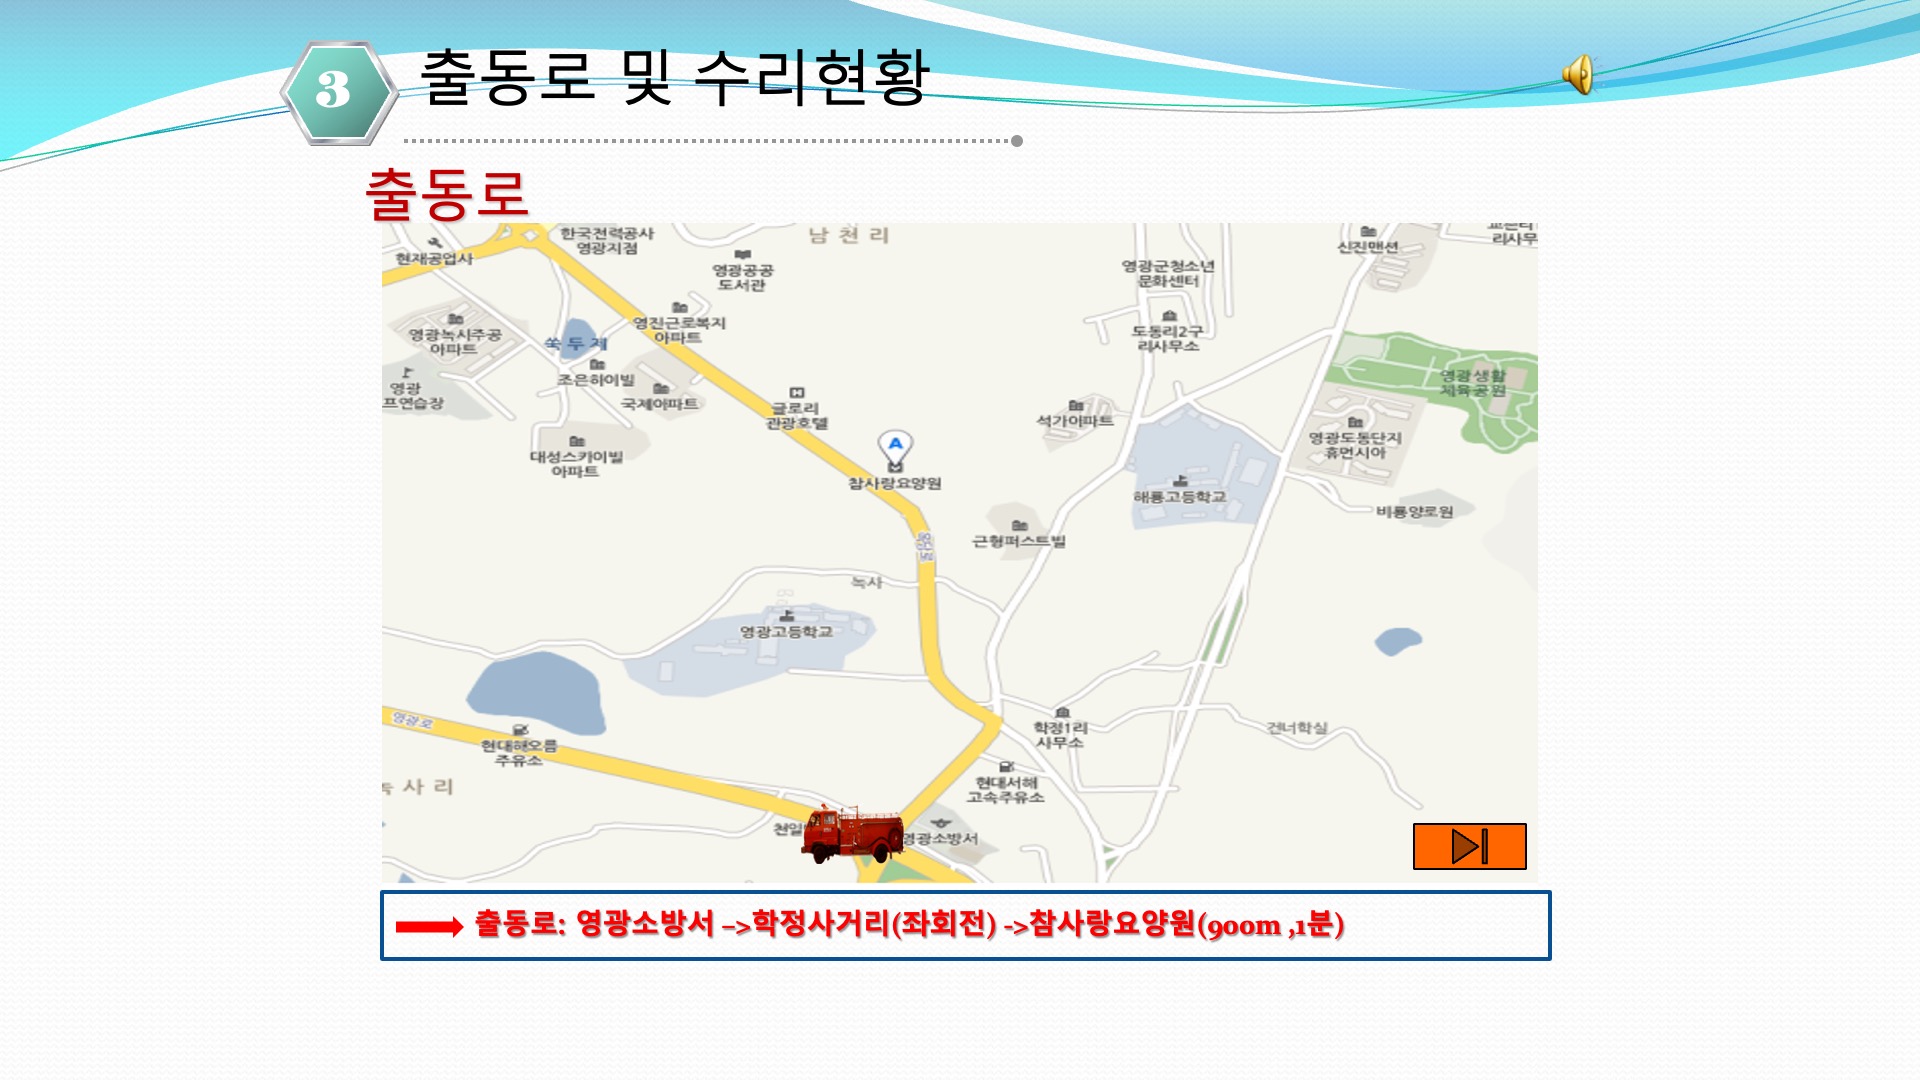 3
출동로 및 수리현황
출동로
한국전력공사
영광지점
남천리
신진맨션
리사무
현재공업사
영광공공
도서관
영광군청소년
문화센터
영광녹시주공
아파트
쑥두제
영진근로복지
아파트
도동리2구
리사무소
영광
프연습장
조은하이빌
국제아파트
글로리
관광호텔
석가이파트
영광생활
체육공원
영광도동단지
휴먼시아
대성스카이빌
아파트
A
참사랑요양원
해룡고등학교
비룡양로원
근형퍼스트빌
녹사
영광고등학교
영광로
현대해오름
주유소
학정1리
사무소
건너학실
사리
현대서해
고속주유소
천일
영광소방서
출동로: 영광소방서 –>학정사거리(좌회전) ->참사랑요양원(900m ,1분)